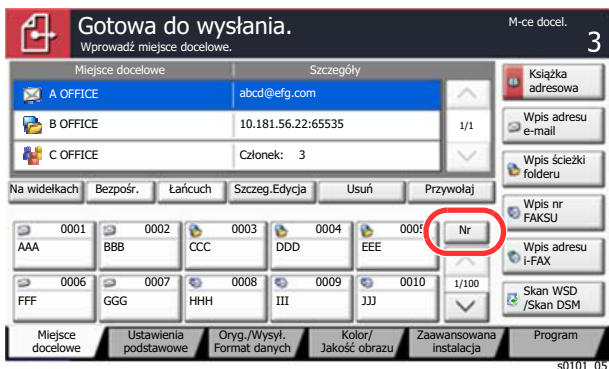 Gotowa do wysłania.
Wprowadź miejsce docelowe.
M-ce docel.
3
Miejsce docelowe Szczegóły
A OFFICE abcd@efg.com
B OFFICE 10.181.56.22:65535
1/1
C OFFICE Członek: 3
Na widełkach Bezpośr. Łańcuch Szczeg.Edycja Usuń Przywołaj
0001 0002 0003 0004 0005 Nr
AAA BBB CCC DDD EEE
0006 0007 0008 0009 0010 1/100
FFF GGG HHH III JJJ
Książka
adresowa
Wpis adresu
e-mail
Wpis ścieżki
folderu
Wpis nr
FAKSU
Wpis adresu
i-FAX
Skan WSD
/Skan DSM
Miejsce
docelowe
Ustawienia
podstawowe
Oryg./Wysył.
Format danych
Kolor/
Jakość obrazu
Zaawansowana
instalacja
Program
s0101_05